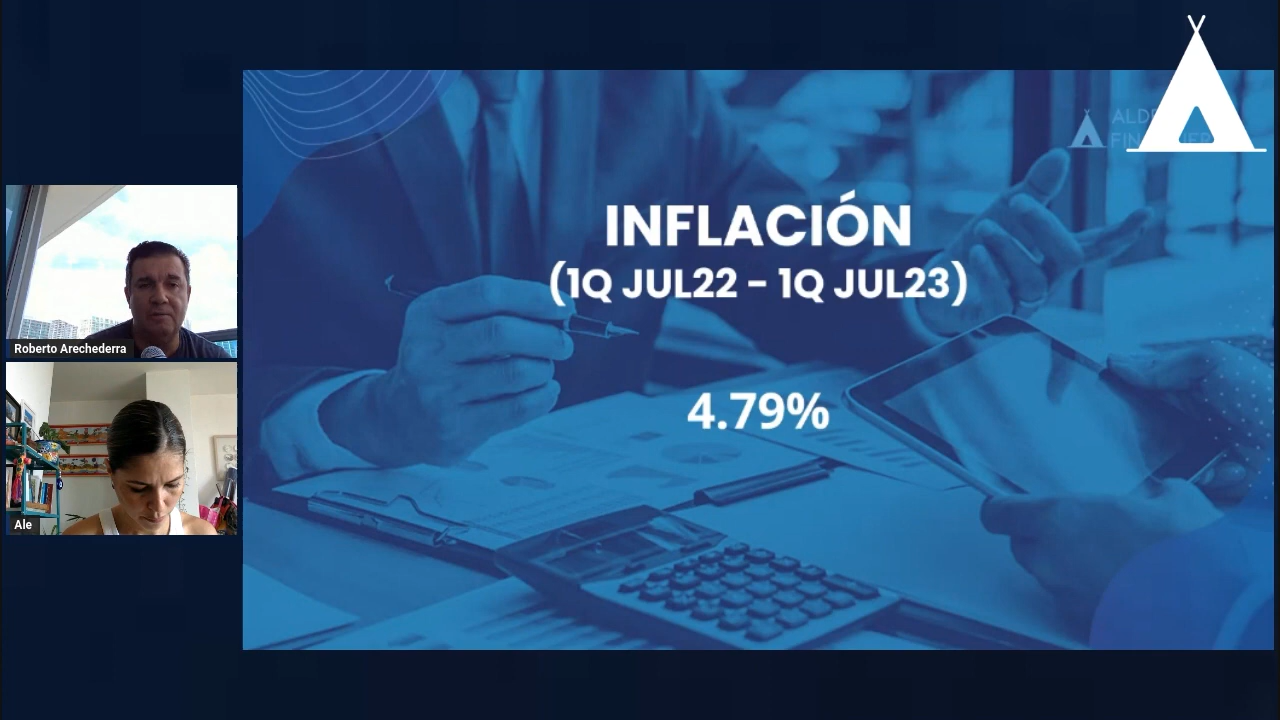 INFLACIÓN
(1Q JUL22 - 1Q JUL23)
4.79%
Roberto Arechederra
Ale